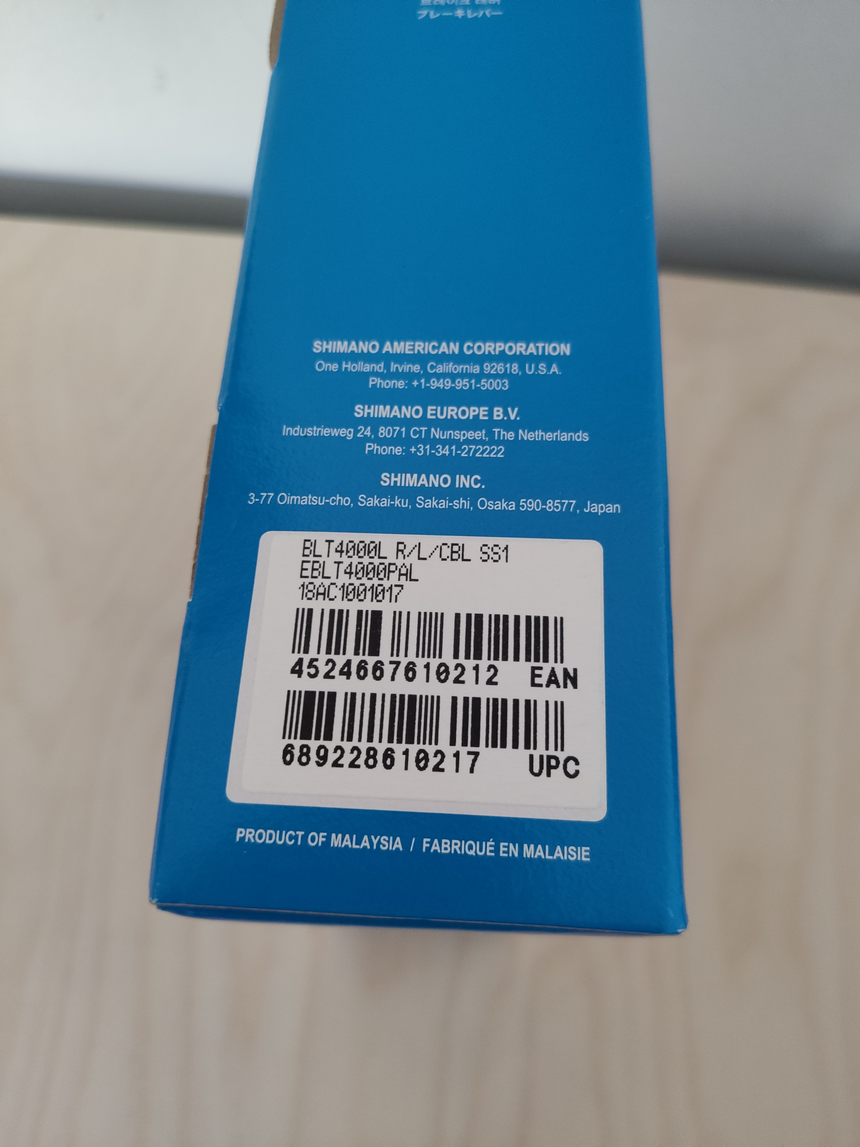 ブレーキレバー
SHIMANO AMERICAN CORPORATION
One Holland, Irvine, California 92618, U.S.A.
Phone: +1-949-951-5003
SHIMANO EUROPE B.V.
Industrieweg 24, 8071 CT Nunspeet, The Netherlands
Phone: +31-341-272222
SHIMANO INC.
3-77 Oimatsu-cho, Sakai-ku, Sakai-shi, Osaka 590-8577, Japan
BLT4000L R/L/CBL SS1
EBLT4000PAL
18AC1001017
4524667610212 EAN
689228610217 UPC
PRODUCT OF MALAYSIA / FABRIQUÉ EN MALAISIE